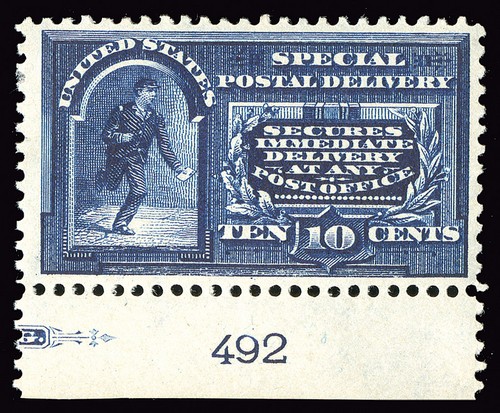 UNITED STATES
SPECIAL
POSTAL DELIVERY
SECURES
IMMEDIATE
DELIVERY
AT ANY
POST OFFICE
TEN 10 CENTS
492